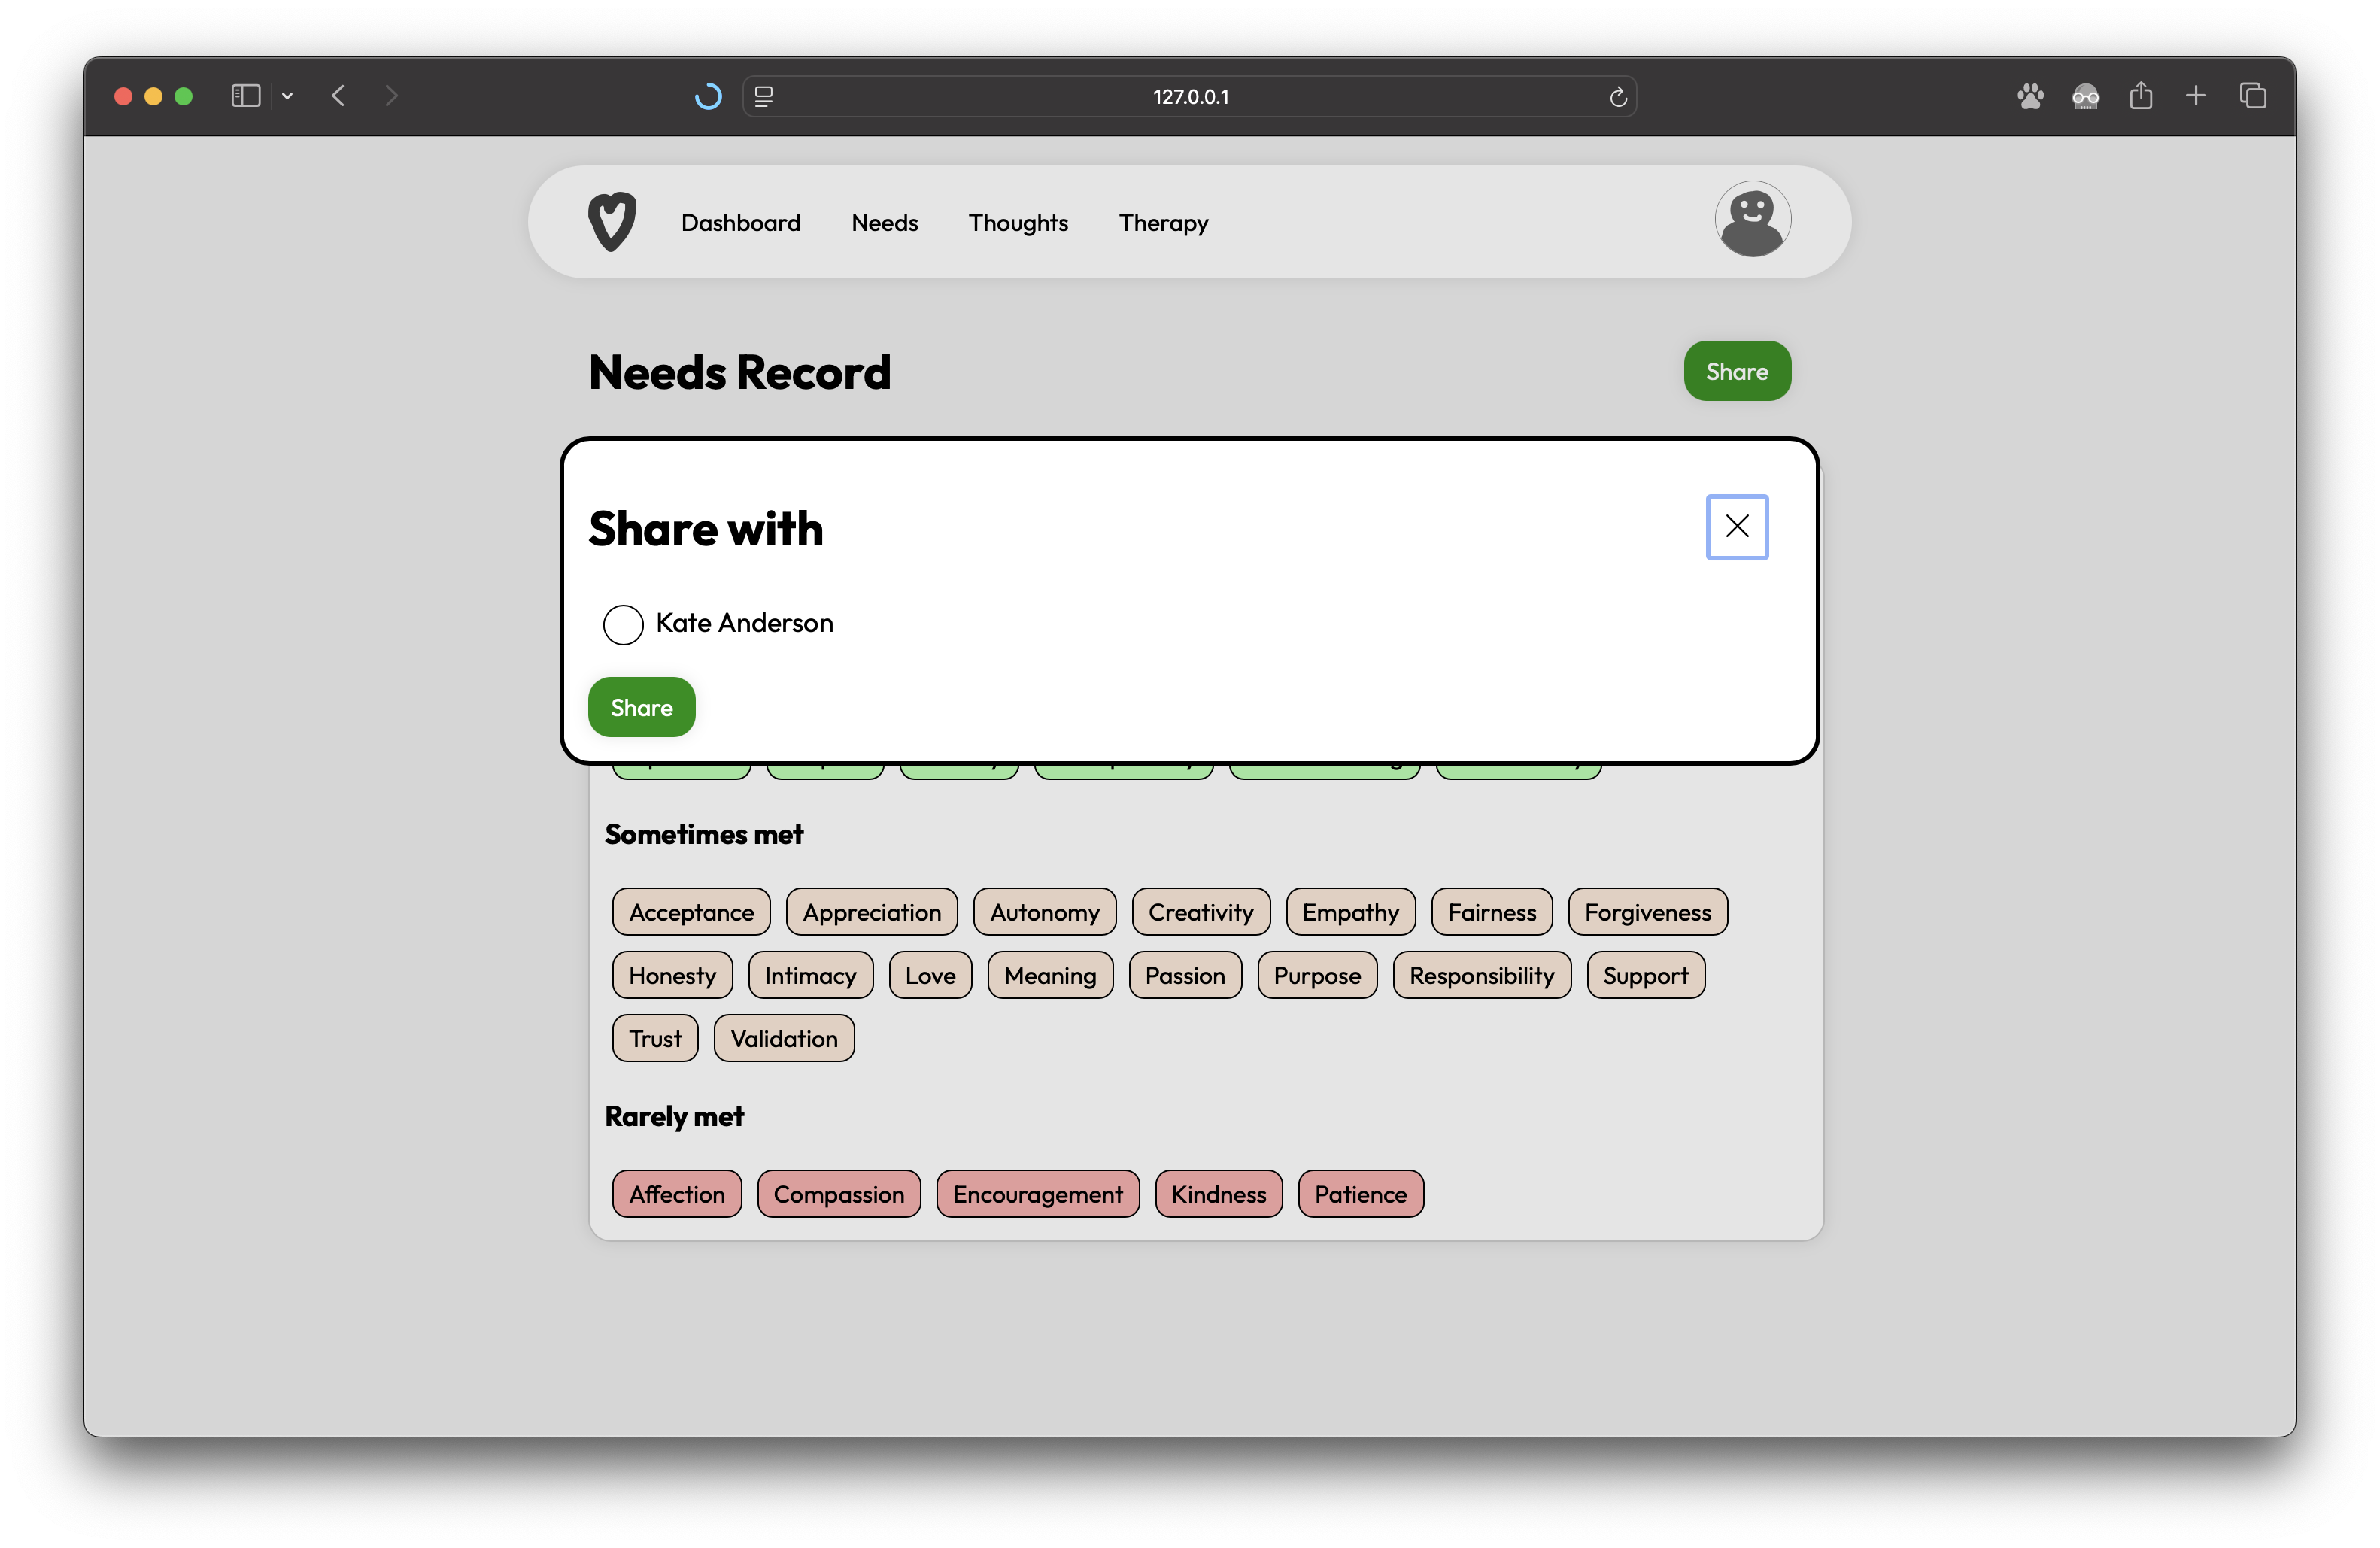 127.0.0.1
Dashboard Needs Thoughts Therapy
Needs Record
Share
Share with
Kate Anderson
Share
Sometimes met
Acceptance Appreciation Autonomy Creativity Empathy Fairness Forgiveness
Honesty Intimacy Love Meaning Passion Purpose Responsibility Support
Trust Validation
Rarely met
Affection Compassion Encouragement Kindness Patience